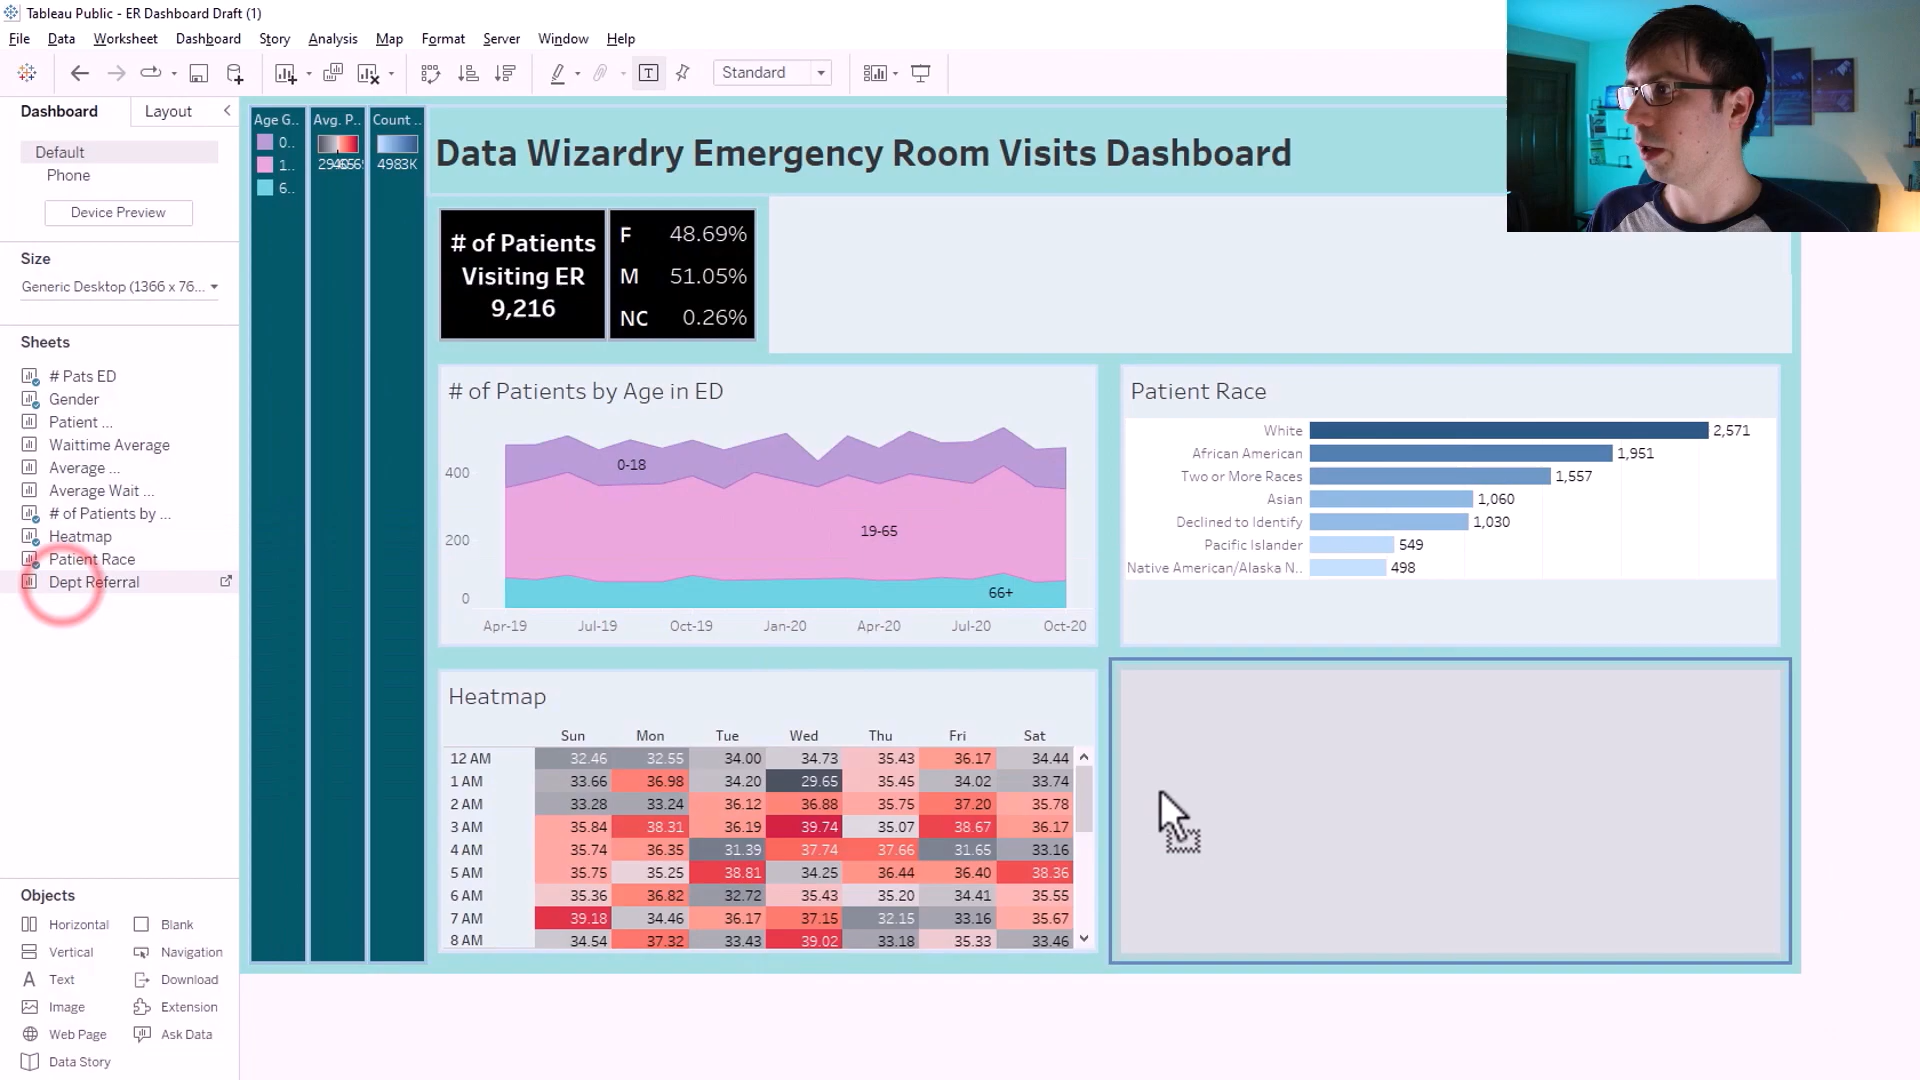 Tableau Public - ER Dashboard Draft (1)
File Data Worksheet Dashboard Story Analysis Map Format Server Window Help
Standard
Dashboard Layout
Default
Phone
Device Preview
Size
Generic Desktop (1366 x 76...
Sheets
# Pats ED
Gender
Patient ...
Waittime Average
Average ...
Average Wait ...
# of Patients by ...
Heatmap
Patient Race
Dept Referral
Objects
Horizontal Blank
Vertical Navigation
Text Download
Image Extension
Web Page Ask Data
Data Story
Age G.. Avg. P.. Count ..
0..
1..
6..
Data Wizardry Emergency Room Visits Dashboard
# of Patients
Visiting ER
9,216
F 48.69%
M 51.05%
NC 0.26%
# of Patients by Age in ED
400
200
0
0-18
19-65
66+
Apr-19 Jul-19 Oct-19 Jan-20 Apr-20 Jul-20 Oct-20
Patient Race
White 2,571
African American 1,951
Two or More Races 1,557
Asian 1,060
Declined to Identify 1,030
Pacific Islander 549
Native American/Alaska N.. 498
Heatmap
Sun Mon Tue Wed Thu Fri Sat
12 AM 32.46 32.55 34.00 34.73 35.43 36.17 34.44
1 AM 33.66 36.98 34.20 29.65 35.45 34.02 33.74
2 AM 33.28 33.24 36.12 36.88 35.75 37.20 35.78
3 AM 35.84 38.31 36.19 39.74 35.07 38.67 36.17
4 AM 35.74 36.35 31.39 37.74 37.66 31.65 33.16
5 AM 35.75 35.25 38.81 34.25 36.44 36.40 38.36
6 AM 35.36 36.82 32.72 35.43 35.20 34.41 35.55
7 AM 39.18 34.46 36.17 37.15 32.15 33.16 35.67
8 AM 34.54 37.32 33.43 39.02 33.18 35.33 33.46